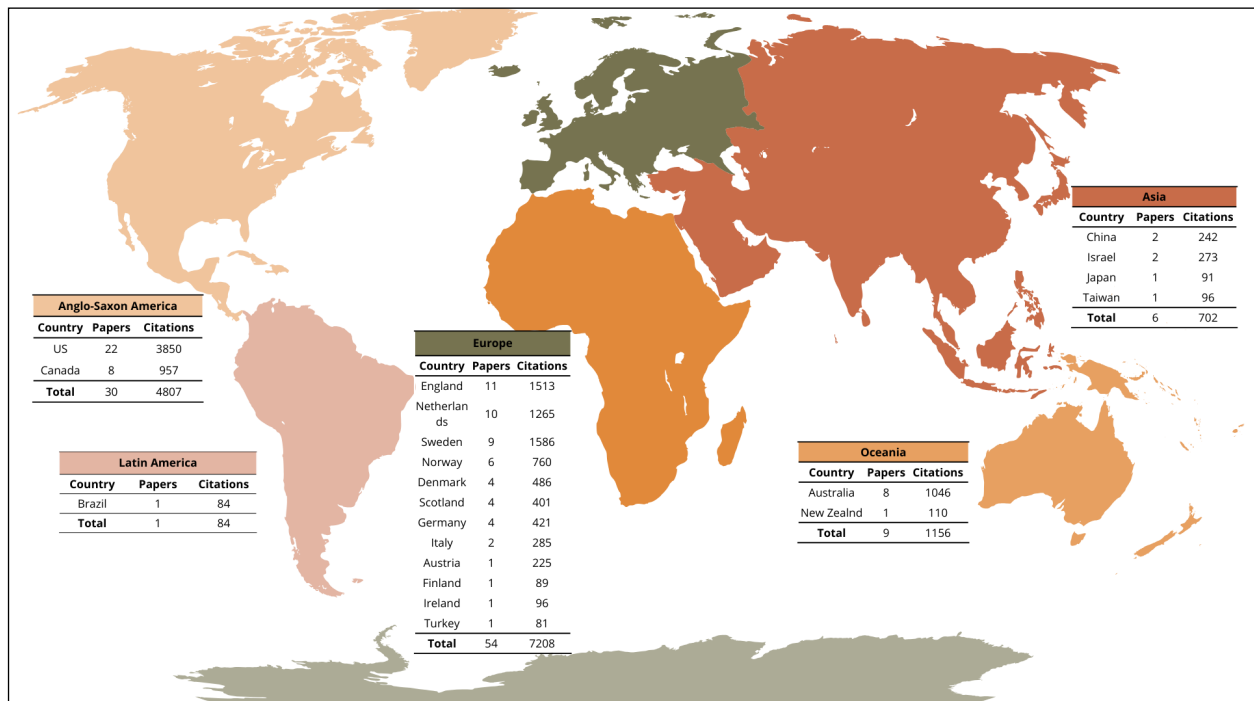 Asia
Country Papers Citations
China 2 242
Israel 2 273
Japan 1 91
Taiwan 1 96
Total 6 702
Anglo-Saxon America
Country Papers Citations
US 22 3850
Canada 8 957
Total 30 4807
Europe
Country Papers Citations
England 11 1513
Netherlan
ds 10 1265
Sweden 9 1586
Norway 6 760
Denmark 4 486
Scotland 4 401
Germany 4 421
Italy 2 285
Austria 1 225
Finland 1 89
Ireland 1 96
Turkey 1 81
Total 54 7208
Latin America
Country Papers Citations
Brazil 1 84
Total 1 84
Oceania
Country Papers Citations
Australia 8 1046
New Zealnd 1 110
Total 9 1156